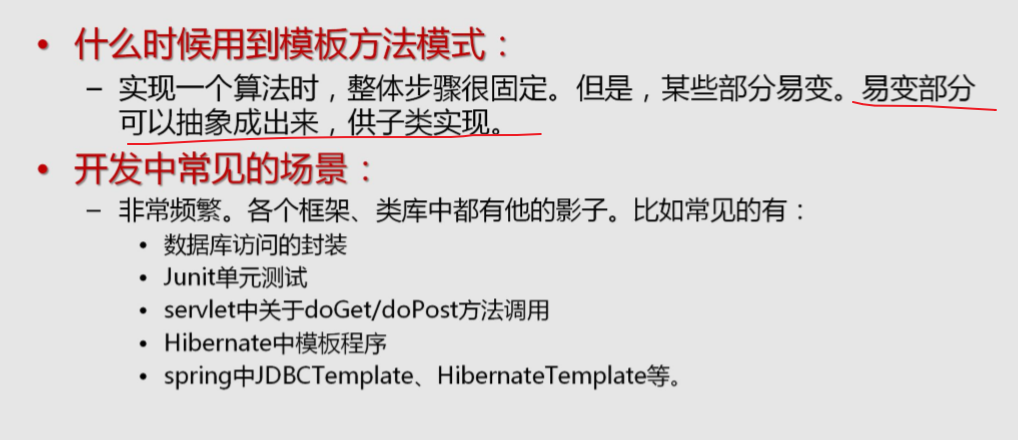 • 什么时候用到模板方法模式：
– 实现一个算法时，整体步骤很固定。但是，某些部分易变。易变部分
可以抽象成出来，供子类实现。
• 开发中常见的场景：
– 非常频繁。各个框架、类库中都有他的影子。比如常见的有：
• 数据库访问的封装
• Junit单元测试
• servlet中关于doGet/doPost方法调用
• Hibernate中模板程序
• spring中JDBCTemplate、HibernateTemplate等。